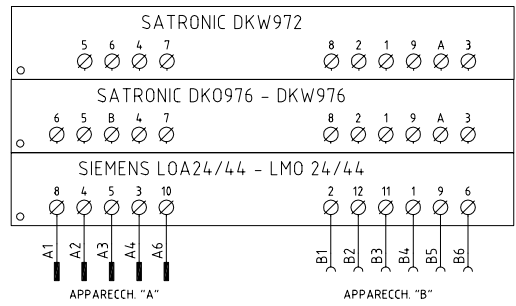 SATRONIC DKW972
5 6 4 7 8 2 1 9 A 3
SATRONIC DKO976 - DKW976
6 5 B 4 7 8 2 1 9 A 3
SIEMENS LOA24/44 - LMO 24/44
8 4 5 3 10 2 12 11 1 9 6
A1 A2 A3 A4 A6 B1 B2 B3 B4 B5 B6
APPARECCH. "A" APPARECCH. "B"